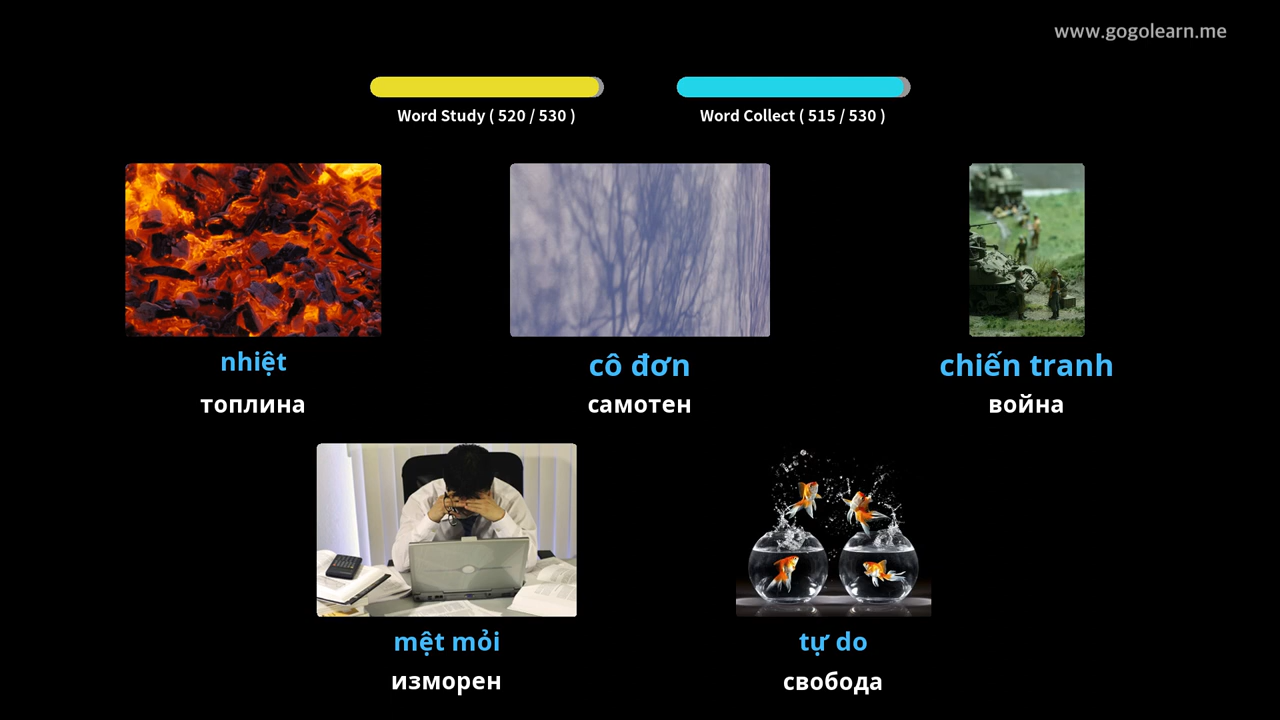 www.gogolearn.me
Word Study ( 520 / 530 )
Word Collect ( 515 / 530 )
nhiệt
топлина
cô đơn
самотен
chiến tranh
война
mệt mỏi
изморен
tự do
свобода